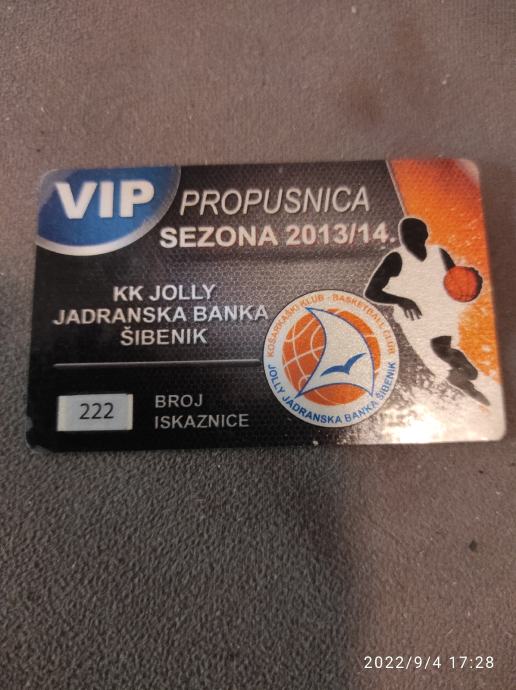 VIP PROPUSNICA
SEZONA 2013/14.
KK JOLLY
JADRANSKA BANKA
ŠIBENIK
KOŠARKAŠKI KLUB - BASKETBALL CLUB
JOLLY JADRANSKA BANKA ŠIBENIK
222
BROJ
ISKAZNICE
2022/9/4 17:28